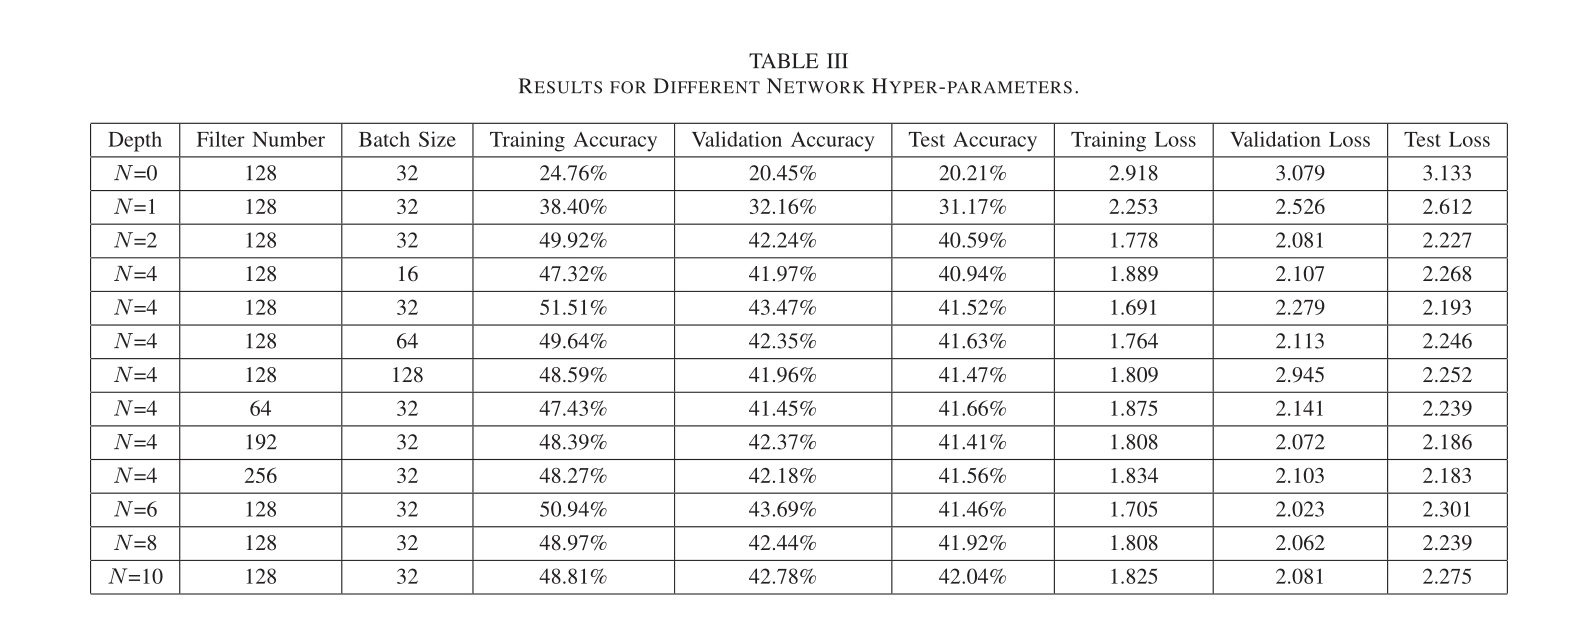 TABLE III
RESULTS FOR DIFFERENT NETWORK HYPER-PARAMETERS.
Depth Filter Number Batch Size Training Accuracy Validation Accuracy Test Accuracy Training Loss Validation Loss Test Loss
N=0 128 32 24.76% 20.45% 20.21% 2.918 3.079 3.133
N=1 128 32 38.40% 32.16% 31.17% 2.253 2.526 2.612
N=2 128 32 49.92% 42.24% 40.59% 1.778 2.081 2.227
N=4 128 16 47.32% 41.97% 40.94% 1.889 2.107 2.268
N=4 128 32 51.51% 43.47% 41.52% 1.691 2.279 2.193
N=4 128 64 49.64% 42.35% 41.63% 1.764 2.113 2.246
N=4 128 128 48.59% 41.96% 41.47% 1.809 2.945 2.252
N=4 64 32 47.43% 41.45% 41.66% 1.875 2.141 2.239
N=4 192 32 48.39% 42.37% 41.41% 1.808 2.072 2.186
N=4 256 32 48.27% 42.18% 41.56% 1.834 2.103 2.183
N=6 128 32 50.94% 43.69% 41.46% 1.705 2.023 2.301
N=8 128 32 48.97% 42.44% 41.92% 1.808 2.062 2.239
N=10 128 32 48.81% 42.78% 42.04% 1.825 2.081 2.275